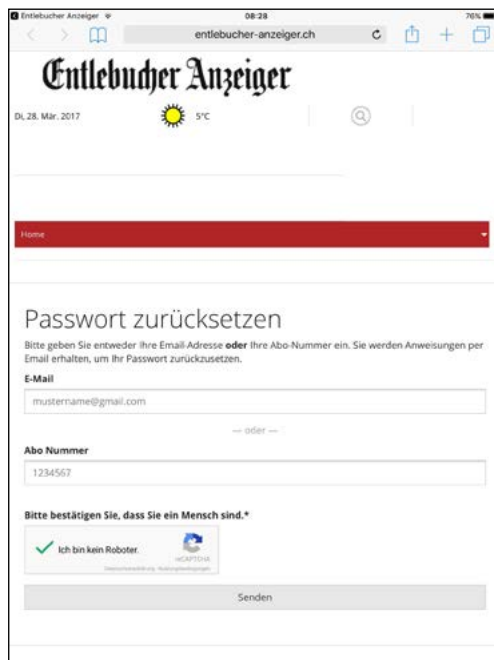 Entlebucher Anzeiger
08:28
76%
entlebucher-anzeiger.ch
Entlebucher Anzeiger
Di, 28. Mär. 2017
5°C
Home
Passwort zurücksetzen
Bitte geben Sie entweder Ihre Email-Adresse oder Ihre Abo-Nummer ein. Sie werden Anweisungen per
Email erhalten, um Ihr Passwort zurückzusetzen.
E-Mail
mustername@gmail.com
— oder —
Abo Nummer
1234567
Bitte bestätigen Sie, dass Sie ein Mensch sind.*
Ich bin kein Roboter.
reCAPTCHA
Datenschutzerklärung - Nutzungsbedingungen
Senden